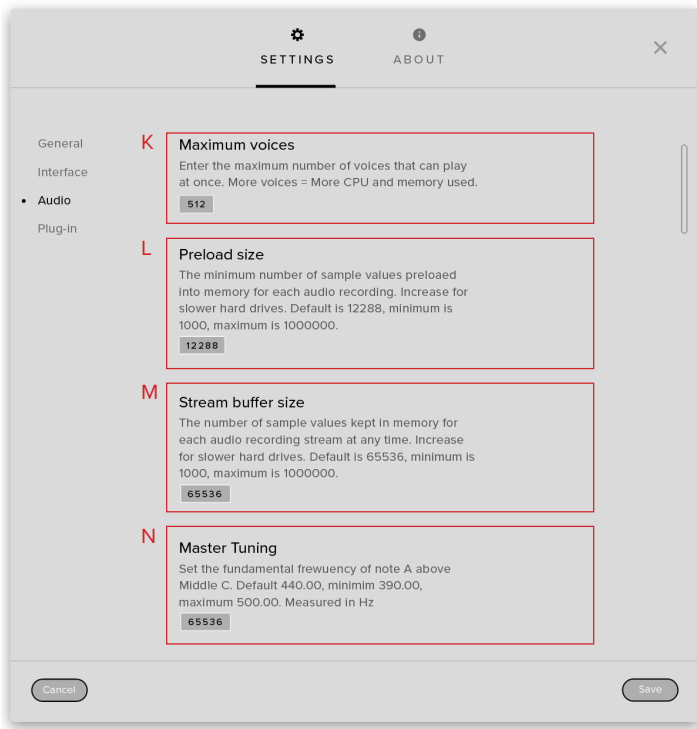 SETTINGS
ABOUT
General
Interface
Audio
Plug-in
K
Maximum voices
Enter the maximum number of voices that can play
at once. More voices = More CPU and memory used.
512
L
Preload size
The minimum number of sample values preloaed
into memory for each audio recording. Increase for
slower hard drives. Default is 12288, minimum is
1000, maximum is 1000000.
12288
M
Stream buffer size
The number of sample values kept in memory for
each audio recording stream at any time. Increase
for slower hard drives. Default is 65536, minimum is
1000, maximum is 1000000.
65536
N
Master Tuning
Set the fundamental frewuency of note A above
Middle C. Default 440.00, minimim 390.00,
maximum 500.00. Measured in Hz
65536
Cancel
Save